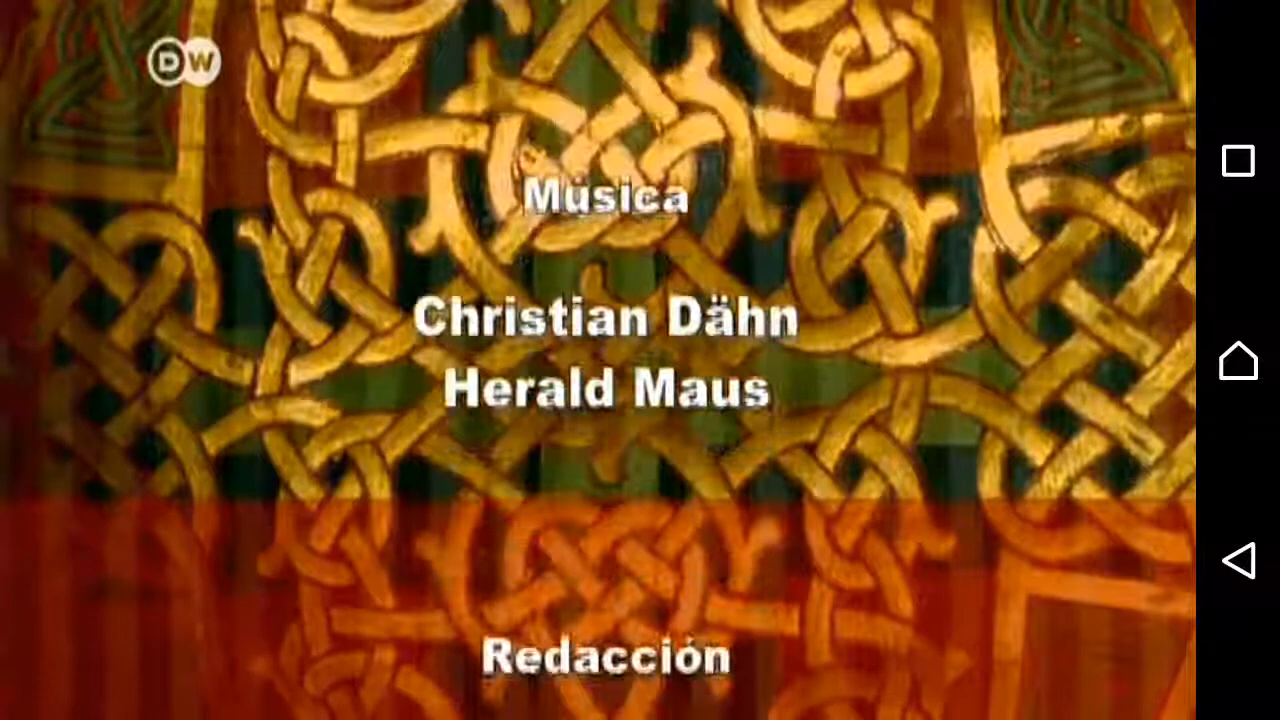 DW
Música
Christian Dähn
Herald Maus
Redacción